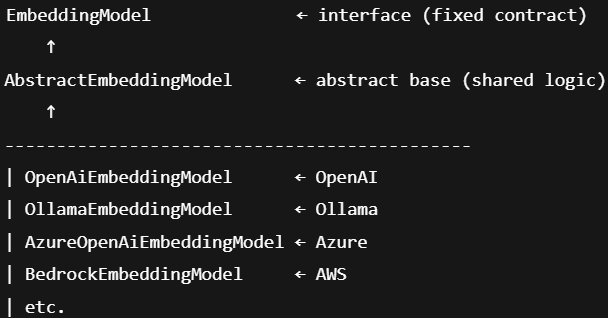 EmbeddingModel ← interface (fixed contract)
↑
AbstractEmbeddingModel ← abstract base (shared logic)
↑
---------------------------------------------
| OpenAiEmbeddingModel ← OpenAI
| OllamaEmbeddingModel ← Ollama
| AzureOpenAiEmbeddingModel ← Azure
| BedrockEmbeddingModel ← AWS
| etc.